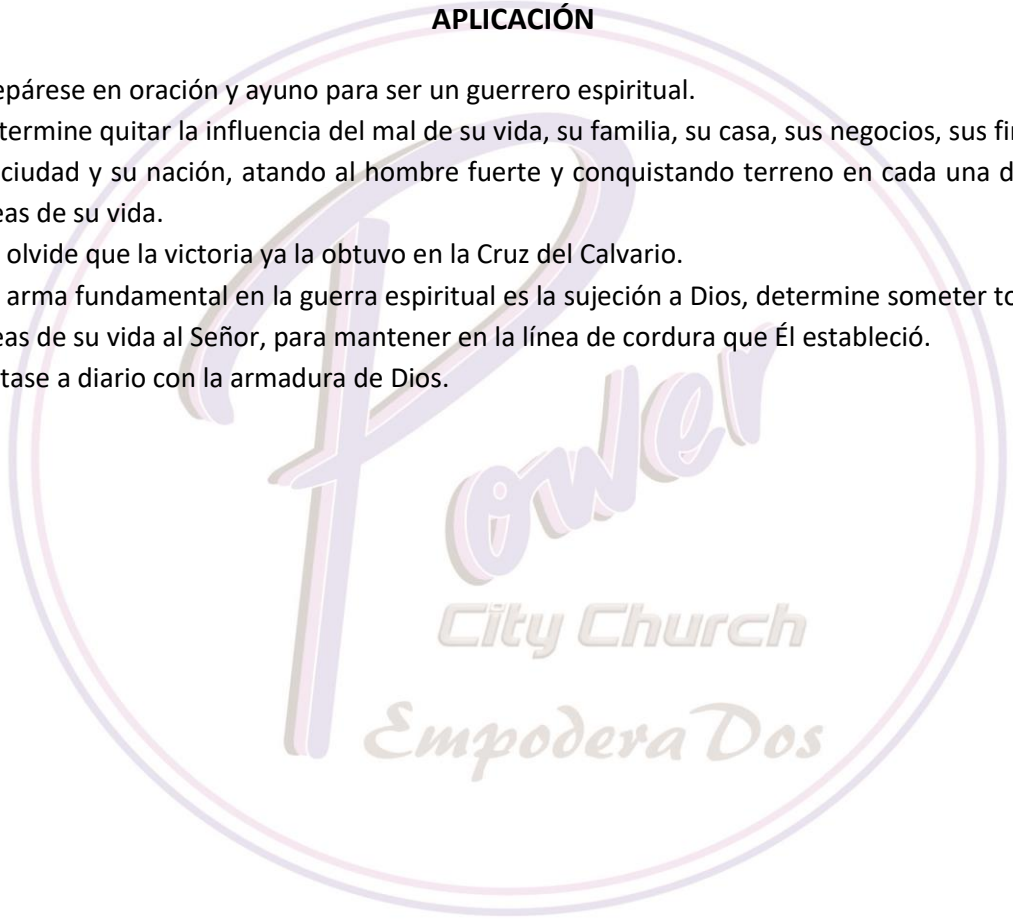 APLICACIÓN
epárese en oración y ayuno para ser un guerrero espiritual.
termine quitar la influencia del mal de su vida, su familia, su casa, sus negocios, sus fin
ciudad y su nación, atando al hombre fuerte y conquistando terreno en cada una d
eas de su vida.
olvide que la victoria ya la obtuvo en la Cruz del Calvario.
arma fundamental en la guerra espiritual es la sujeción a Dios, determine someter to
eas de su vida al Señor, para mantener en la línea de cordura que Él estableció.
tase a diario con la armadura de Dios.
Power
City Church
EmpoderaDos